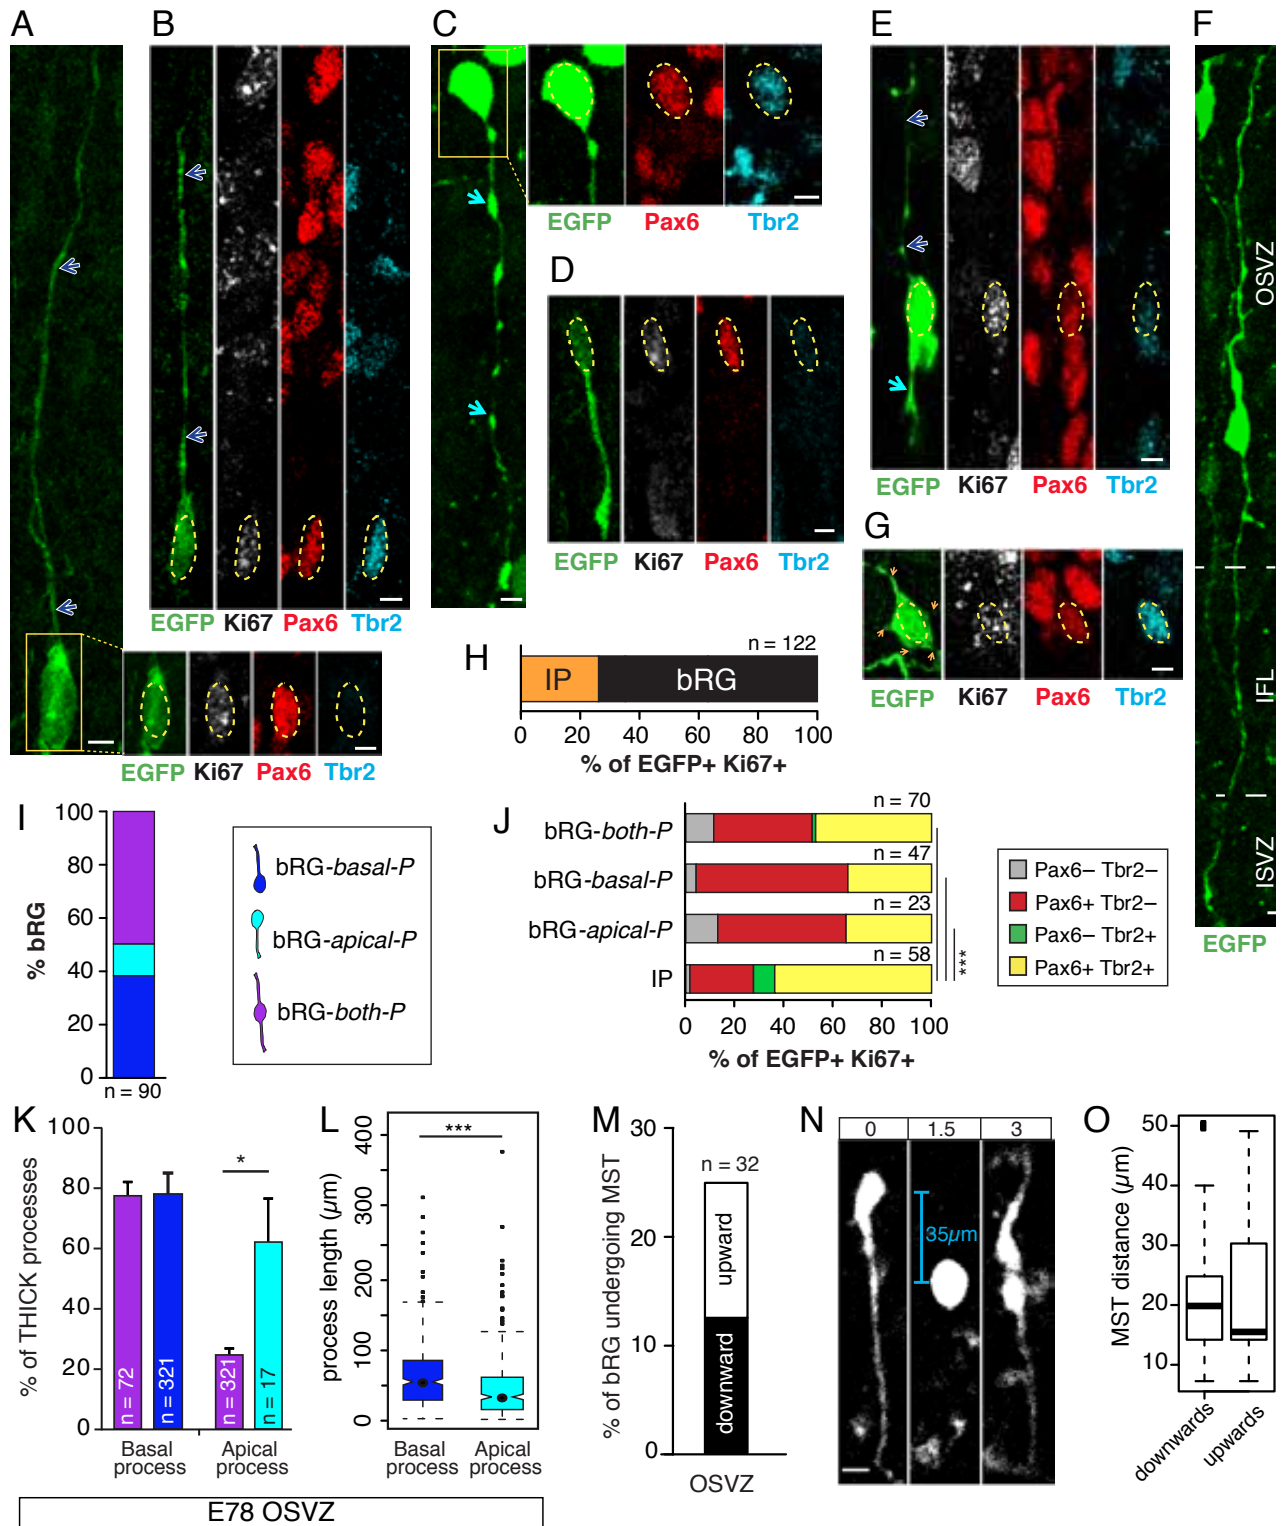 A
B
C
E
F
EGFP Pax6 Tbr2
D
EGFP Ki67 Pax6 Tbr2
EGFP Ki67 Pax6 Tbr2
EGFP Ki67 Pax6 Tbr2
EGFP Ki67 Pax6 Tbr2
OSVZ
IFL
ISVZ
EGFP
G
EGFP Ki67 Pax6 Tbr2
H
n = 122
IP bRG
0 20 40 60 80 100
% of EGFP+ Ki67+
I
100
80
60
40
20
0
% bRG
n = 90
bRG-basal-P
bRG-apical-P
bRG-both-P
J
n = 70
bRG-both-P
n = 47
bRG-basal-P
n = 23
bRG-apical-P
n = 58
IP
***
0 20 40 60 80 100
% of EGFP+ Ki67+
Pax6– Tbr2–
Pax6+ Tbr2–
Pax6– Tbr2+
Pax6+ Tbr2+
K
100
80
60
40
20
0
% of THICK processes
*
n = 72
n = 321
n = 321
n = 17
Basal process
Apical process
L
400
300
200
100
0
process length (µm)
***
Basal process
Apical process
E78 OSVZ
M
30
20
10
0
% of bRG undergoing MST
n = 32
upward
downward
OSVZ
N
0 1.5 3
35µm
O
50
40
30
20
10
MST distance (µm)
downwards
upwards